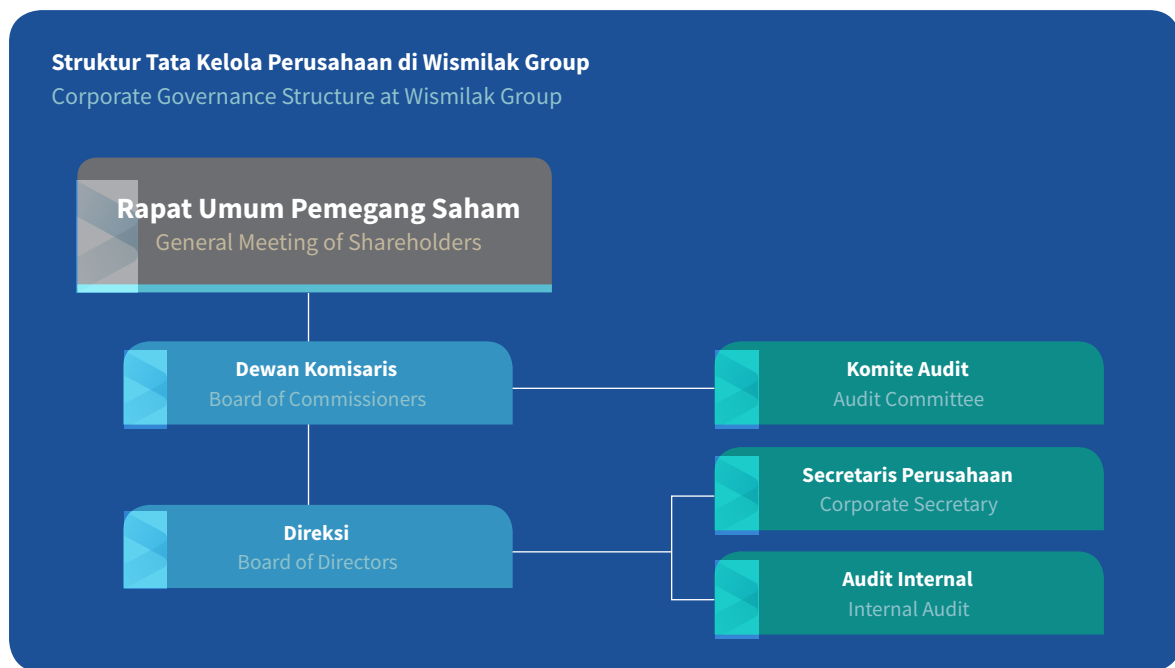 Struktur Tata Kelola Perusahaan di Wismilak Group
Corporate Governance Structure at Wismilak Group
Rapat Umum Pemegang Saham
General Meeting of Shareholders
Dewan Komisaris
Board of Commissioners
Komite Audit
Audit Committee
Secretaris Perusahaan
Corporate Secretary
Direksi
Board of Directors
Audit Internal
Internal Audit